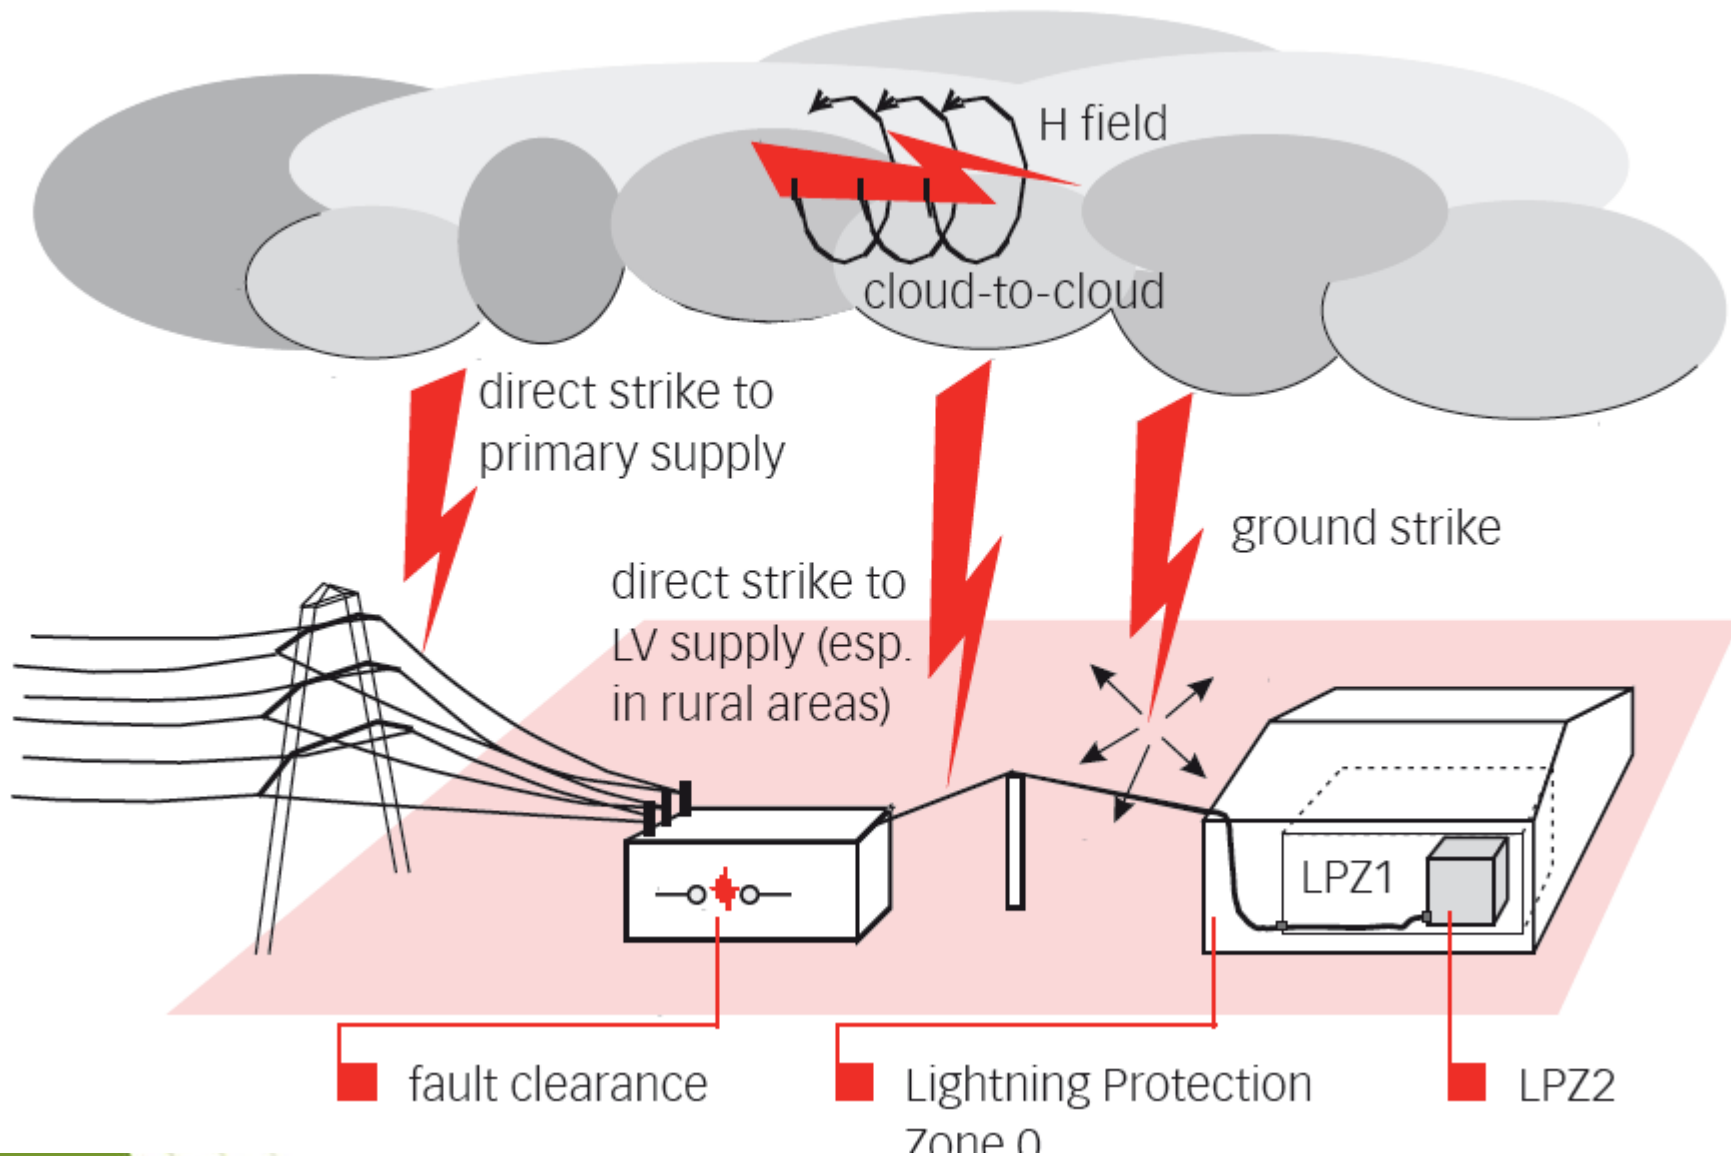 H field
cloud-to-cloud
direct strike to
primary supply
ground strike
direct strike to
LV supply (esp.
in rural areas)
LPZ1
fault clearance
Lightning Protection
Zone 0
LPZ2